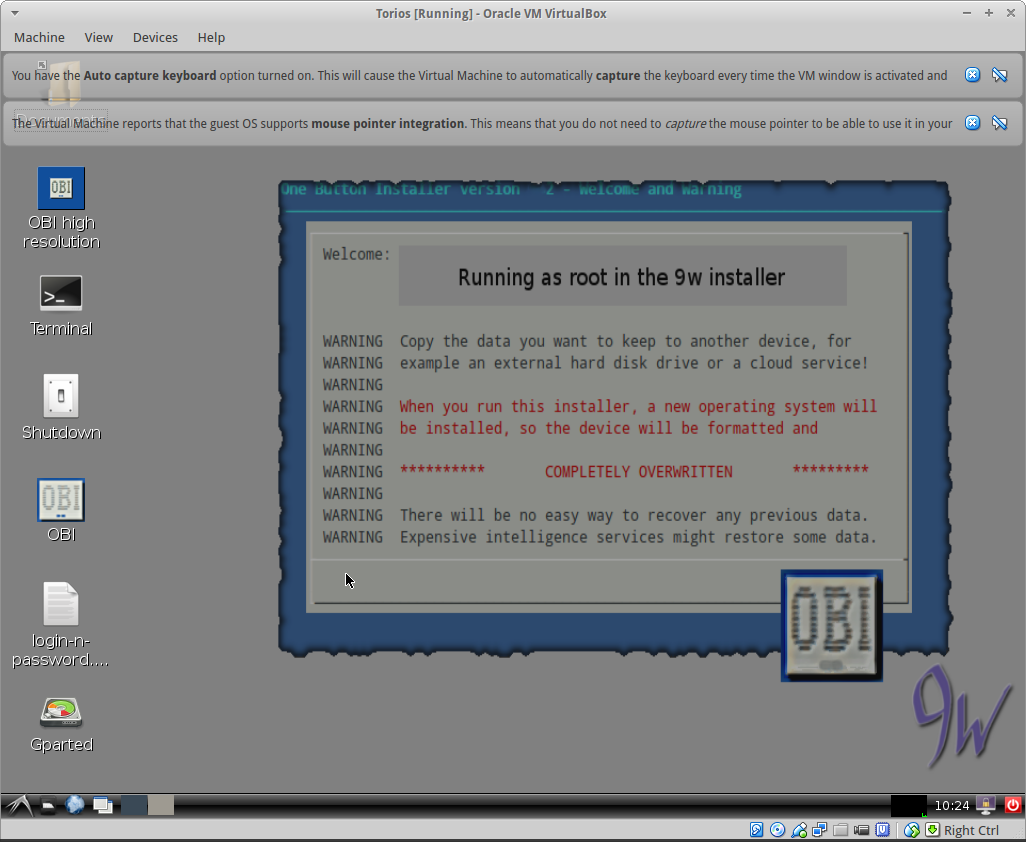 Torios [Running] - Oracle VM VirtualBox
Machine View Devices Help
You have the Auto capture keyboard option turned on. This will cause the Virtual Machine to automatically capture the keyboard every time the VM window is activated and
The Virtual Machine reports that the guest OS supports mouse pointer integration. This means that you do not need to capture the mouse pointer to be able to use it in your
OBI
OBI high
resolution
>_
Terminal
Shutdown
OBI
OBI
login-n-
password....
Gparted
One Button Installer version 2 - Welcome and Warning
Welcome:
Running as root in the 9w installer
WARNING Copy the data you want to keep to another device, for
WARNING example an external hard disk drive or a cloud service!
WARNING
WARNING When you run this installer, a new operating system will
WARNING be installed, so the device will be formatted and
WARNING
WARNING ********** COMPLETELY OVERWRITTEN *********
WARNING
WARNING There will be no easy way to recover any previous data.
WARNING Expensive intelligence services might restore some data.
OBI
9w
10:24
Right Ctrl